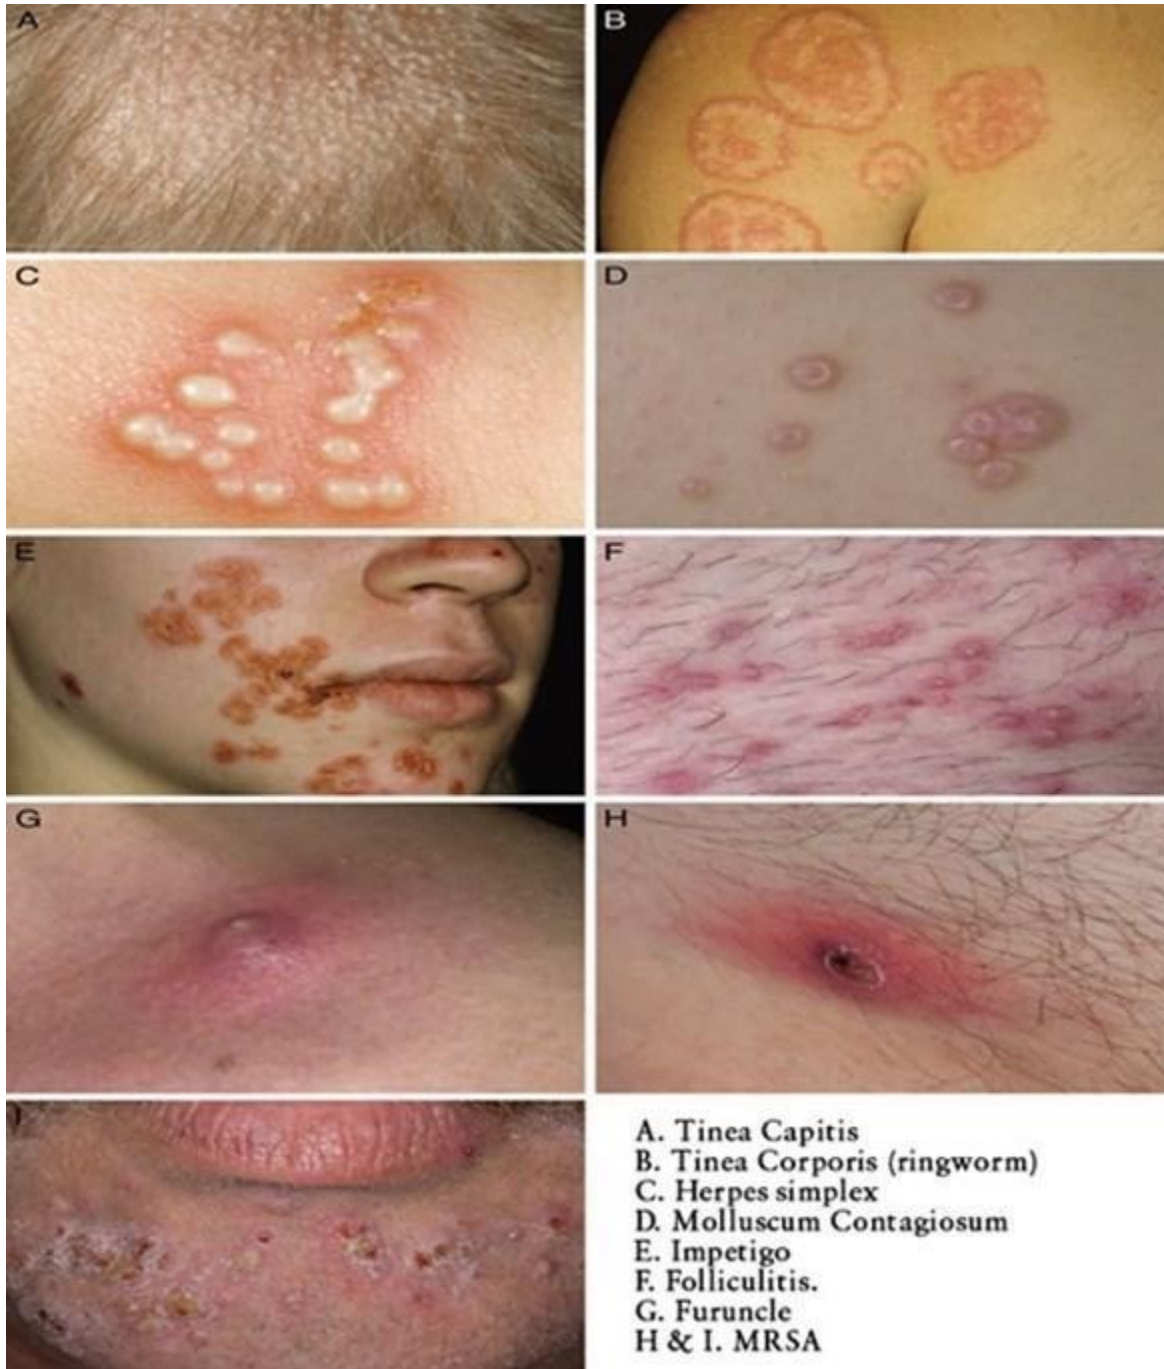 A
B
C
D
E
F
G
H
A. Tinea Capitis
B. Tinea Corporis (ringworm)
C. Herpes simplex
D. Molluscum Contagiosum
E. Impetigo
F. Folliculitis.
G. Furuncle
H & I. MRSA